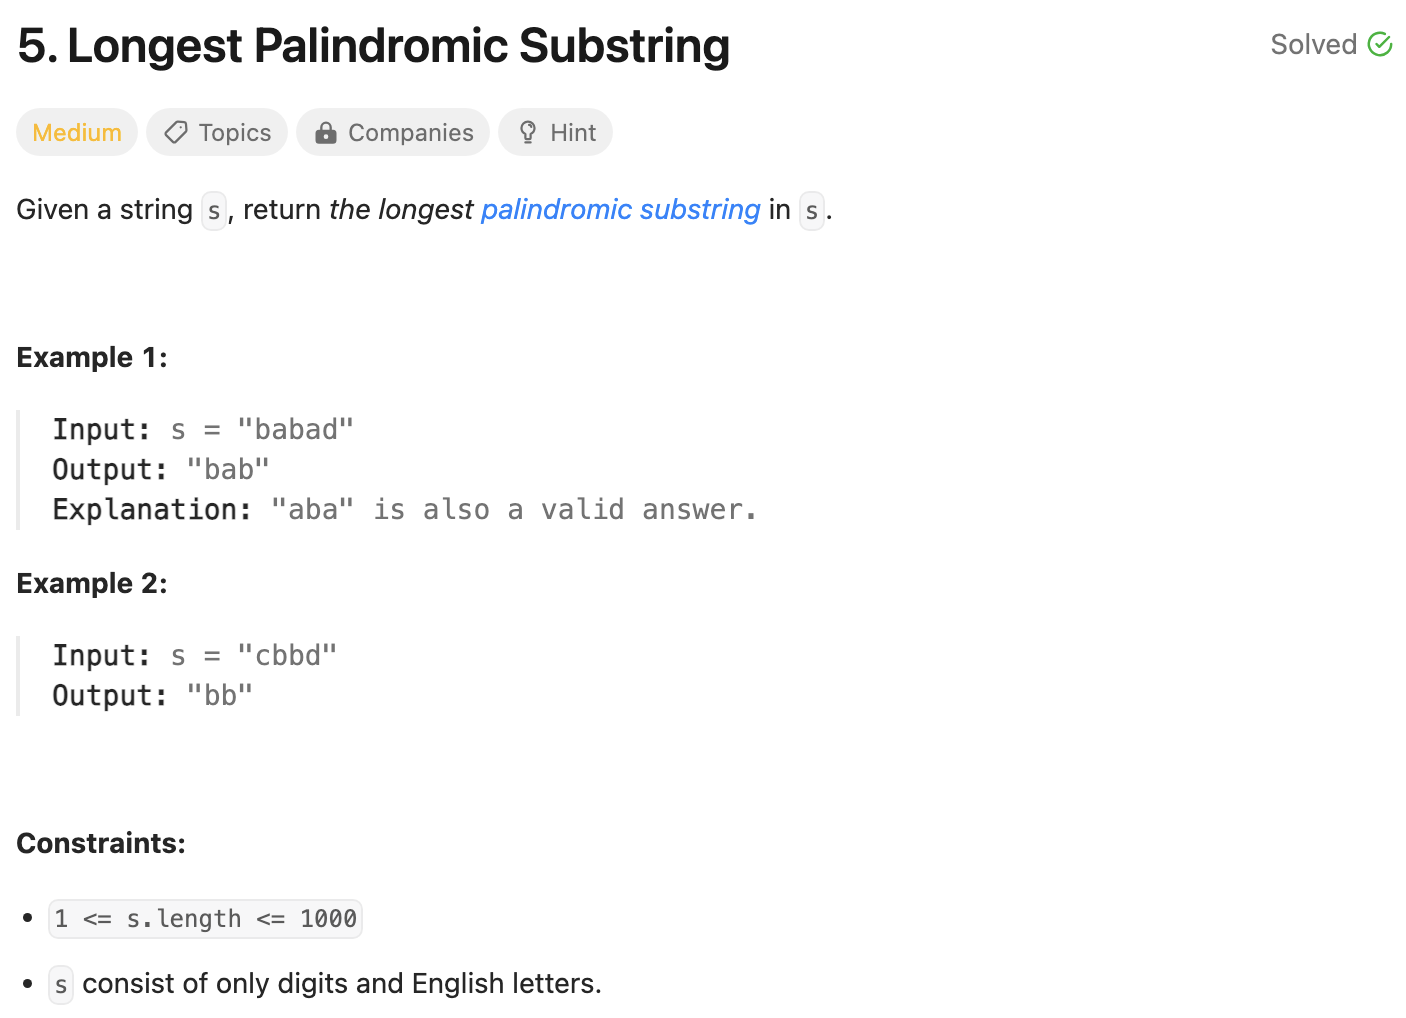 5. Longest Palindromic Substring
Solved
Medium Topics Companies Hint
Given a string s, return the longest palindromic substring in s.
Example 1:
Input: s = "babad"
Output: "bab"
Explanation: "aba" is also a valid answer.
Example 2:
Input: s = "cbbd"
Output: "bb"
Constraints:
• 1 <= s.length <= 1000
• s consist of only digits and English letters.